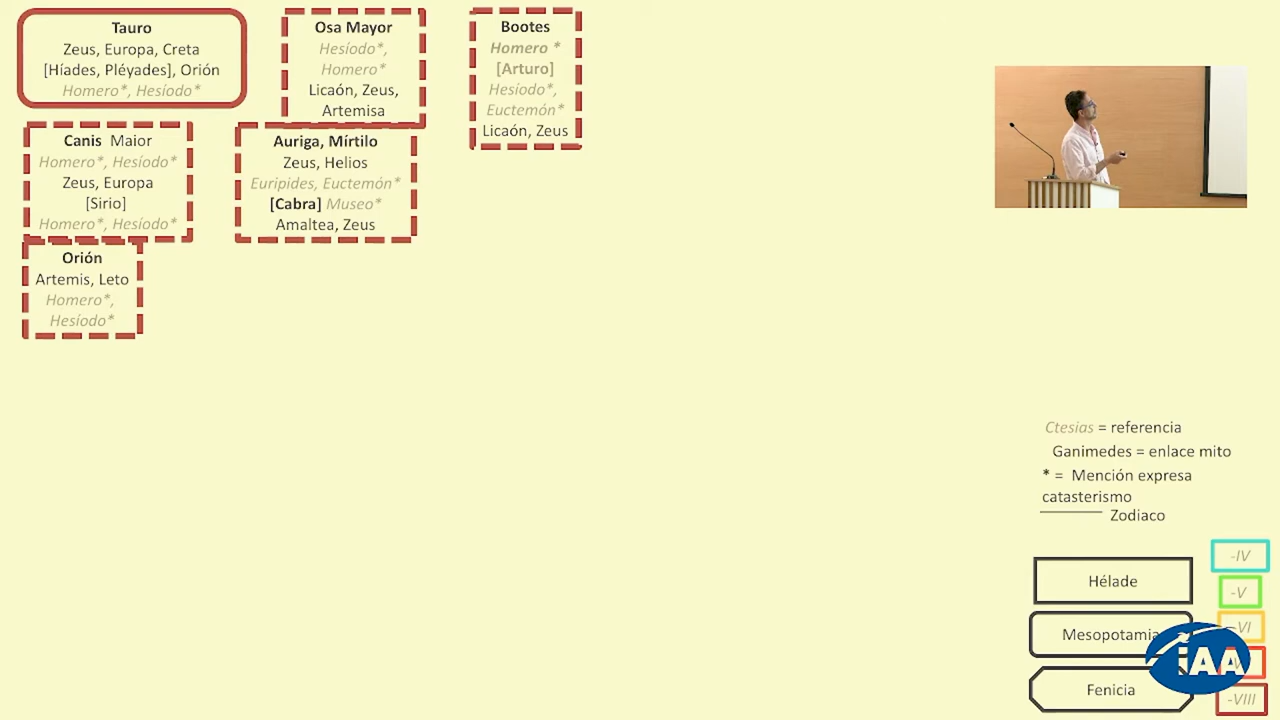 Tauro
Zeus, Europa, Creta
[Híades, Pléyades], Orión
Homero*, Hesíodo*
Osa Mayor
Hesíodo*,
Homero*
Licaón, Zeus,
Artemisa
Bootes
Homero *
[Arturo]
Hesíodo*,
Euctemón*
Licaón, Zeus
Canis Maior
Homero*, Hesíodo*
Zeus, Europa
[Sirio]
Homero*, Hesíodo*
Auriga, Mírtilo
Zeus, Helios
Euripides, Euctemón*
[Cabra] Museo*
Amaltea, Zeus
Orión
Artemis, Leto
Homero*,
Hesíodo*
Ctesias = referencia
Ganimedes = enlace mito
* = Mención expresa
catasterismo
Zodiaco
Hélade
Mesopotamia
Fenicia
-IV
-V
-VI
-VIII
iAA